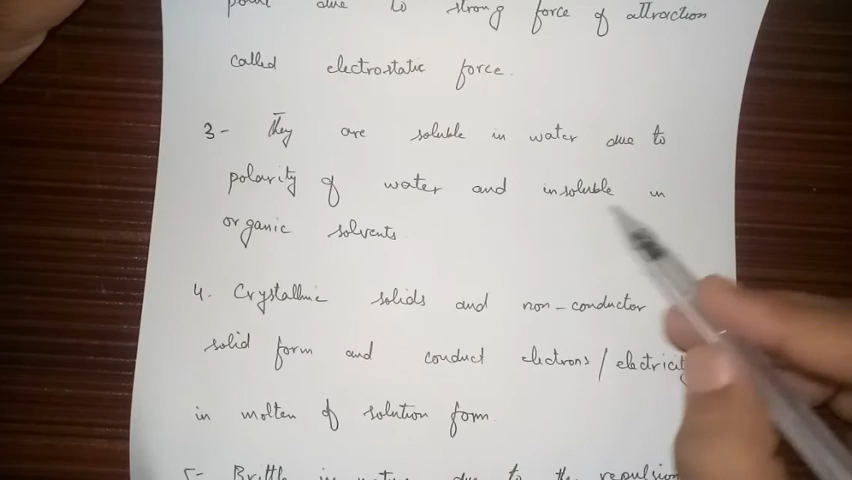 point due to strong force of attraction
called electrostatic force.
3- They are soluble in water due to
polarity of water and insoluble in
organic solvents.
4. Crystalline solids and non-conductor
solid form and conduct electrons/electricity
in molten of solution form.
5- Brittle in nature due to the repulsion